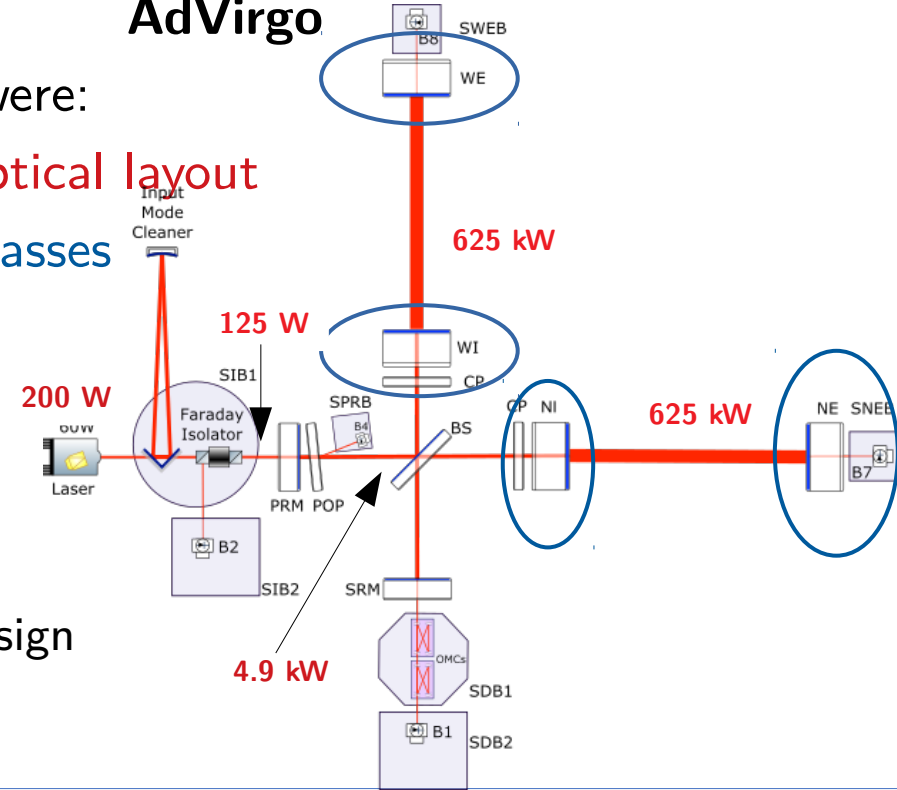 AdVirgo
B8
SWEB
WE
were:
optical layout
Input
Mode
Cleaner
asses
625 kW
125 W
WI
CP
SIB1
200 W
SPRB
CP
NI
625 kW
NE
SNEB
60W
Faraday
Isolator
B4
BS
B7
Laser
PRM
POP
B2
SIB2
SRM
sign
OMCs
4.9 kW
SDB1
B1
SDB2